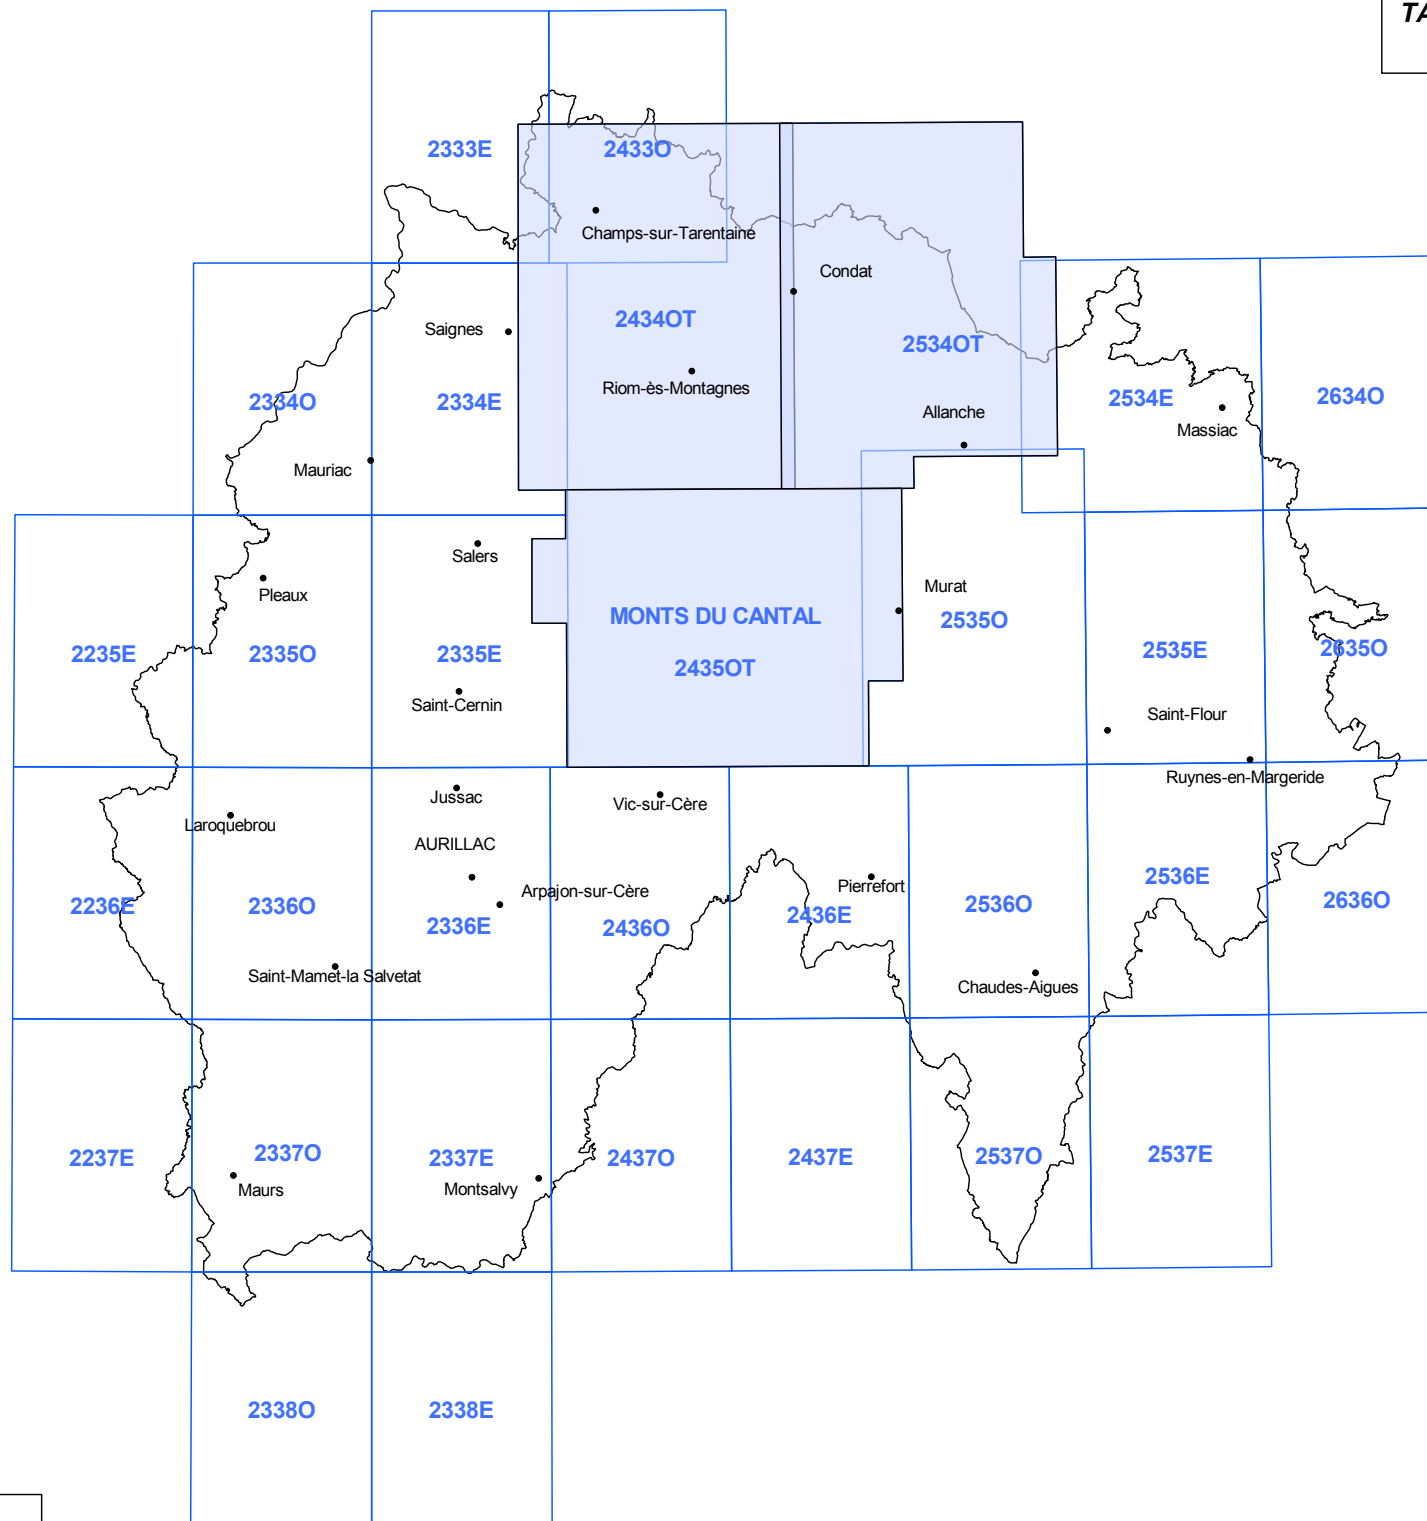 TA
2333E
2433O
Champs-sur-Tarentaine
Condat
Saignes
2434OT
2534OT
Riom-ès-Montagnes
2334O
2334E
2534E
2634O
Allanche
Massiac
Mauriac
Salers
Pleaux
Murat
MONTS DU CANTAL
2535O
2235E
2335O
2335E
2535E
2635O
2435OT
Saint-Cernin
Saint-Flour
Ruynes-en-Margeride
Jussac
Vic-sur-Cère
Laroquebrou
AURILLAC
Arpajon-sur-Cère
Pierrefort
2536E
2236E
2336O
2336E
2436O
2436E
2536O
2636O
Saint-Mamet-la Salvetat
Chaudes-Aigues
2237E
2337O
2337E
2437O
2437E
2537O
2537E
Maurs
Montsalvy
2338O
2338E